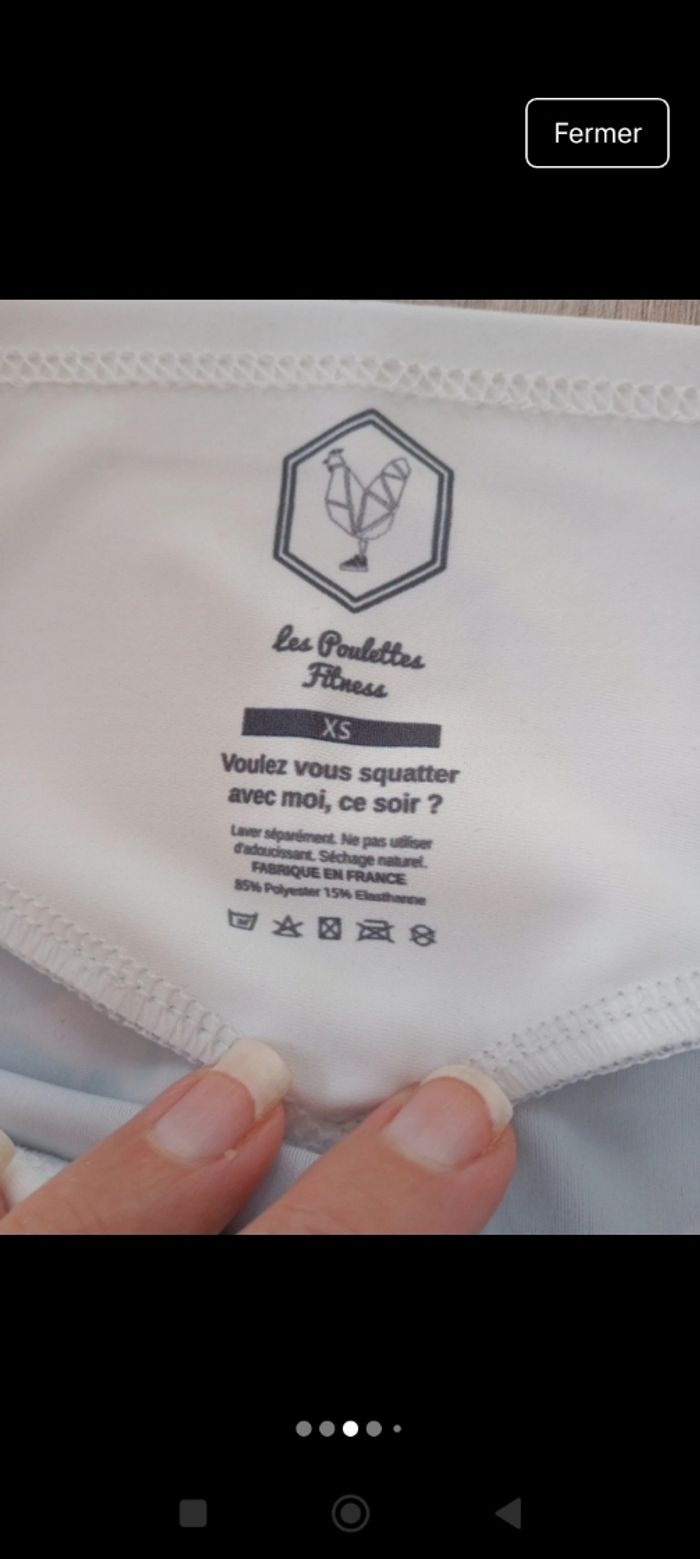 Fermer
Les Poulettes
Fitness
XS
Voulez vous squatter
avec moi, ce soir ?
Laver séparément. Ne pas utiliser
d'adoucissant. Séchage naturel.
FABRIQUE EN FRANCE
85% Polyester 15% Elasthanne